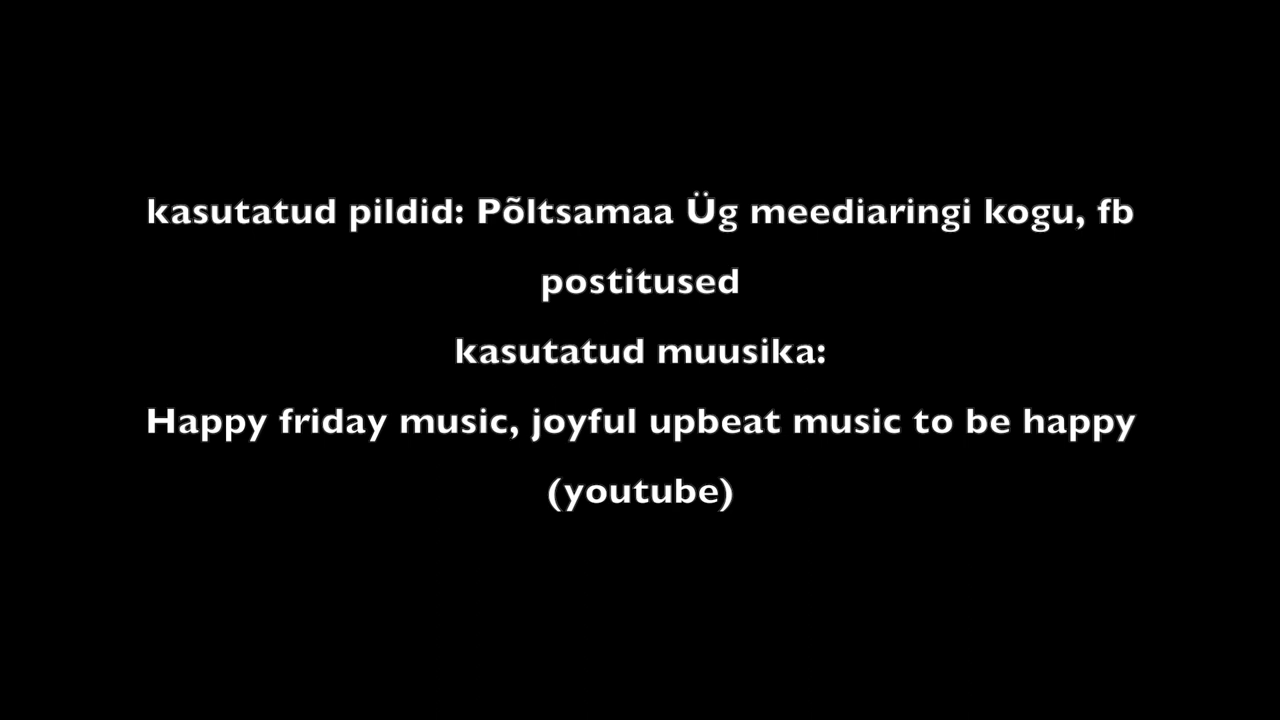 kasutatud pildid: Põltsamaa Üg meediaringi kogu, fb
postitused
kasutatud muusika:
Happy friday music, joyful upbeat music to be happy
(youtube)